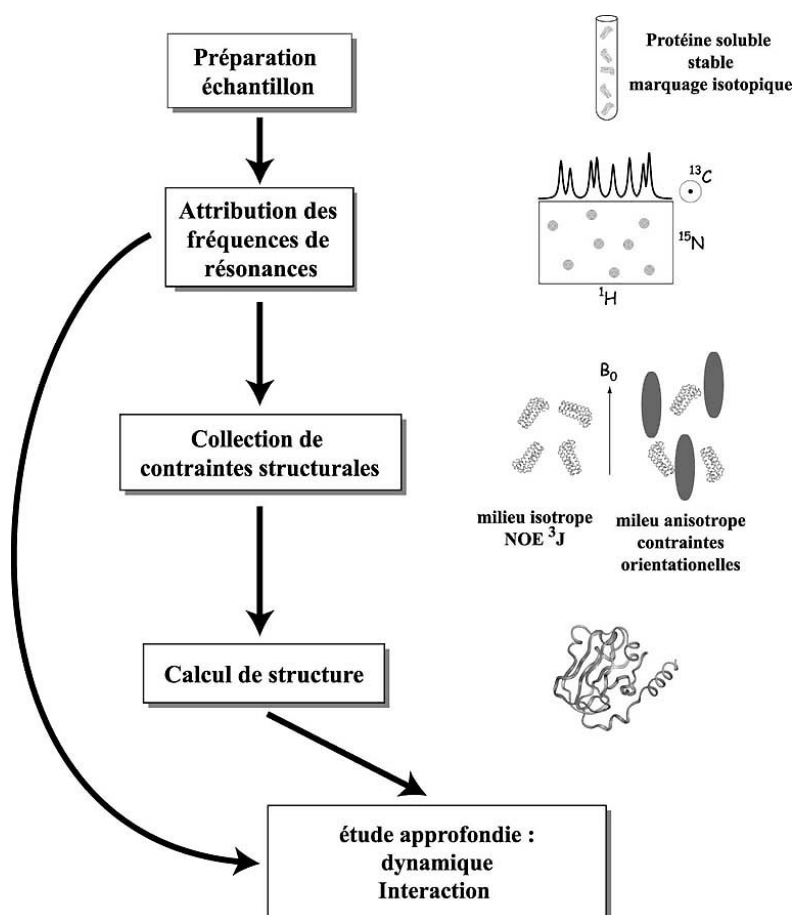 Préparation
échantillon
Protéine soluble
stable
marquage isotopique
Attribution des
fréquences de
résonances
¹³C
¹⁵N
¹H
Collection de
contraintes structurales
B₀
milieu isotrope
NOE ³J
mileu anisotrope
contraintes
orientationelles
Calcul de structure
étude approfondie :
dynamique
Interaction